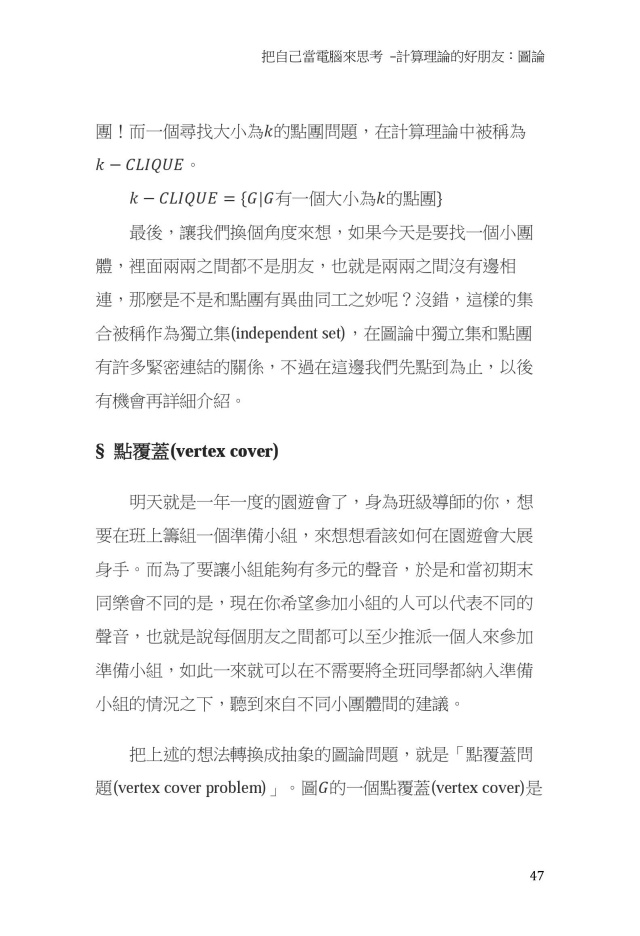 把自己當電腦來思考 –計算理論的好朋友：圖論
團！而一個尋找大小為k的點團問題，在計算理論中被稱為
k − CLIQUE。
k − CLIQUE = {G|G有一個大小為k的點團}
最後，讓我們換個角度來想，如果今天是要找一個小團
體，裡面兩兩之間都不是朋友，也就是兩兩之間沒有邊相
連，那麼是不是和點團有異曲同工之妙呢？沒錯，這樣的集
合被稱作為獨立集(independent set)，在圖論中獨立集和點團
有許多緊密連結的關係，不過在這邊我們先點到為止，以後
有機會再詳細介紹。
§ 點覆蓋(vertex cover)
明天就是一年一度的園遊會了，身為班級導師的你，想
要在班上籌組一個準備小組，來想想看該如何在園遊會大展
身手。而為了要讓小組能夠有多元的聲音，於是和當初期末
同樂會不同的是，現在你希望參加小組的人可以代表不同的
聲音，也就是說每個朋友之間都可以至少推派一個人來參加
準備小組，如此一來就可以在不需要將全班同學都納入準備
小組的情況之下，聽到來自不同小團體間的建議。
把上述的想法轉換成抽象的圖論問題，就是「點覆蓋問
題(vertex cover problem)」。圖G的一個點覆蓋(vertex cover)是
47